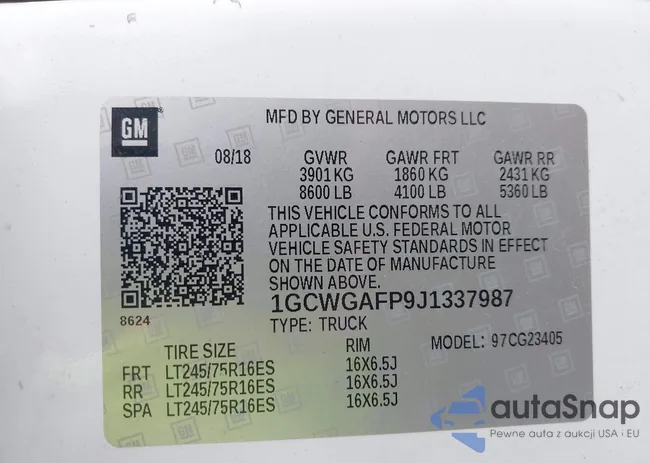 GM
MFD BY GENERAL MOTORS LLC
08/18 GVWR GAWR FRT GAWR RR
3901 KG 1860 KG 2431 KG
8600 LB 4100 LB 5360 LB
THIS VEHICLE CONFORMS TO ALL
APPLICABLE U.S. FEDERAL MOTOR
VEHICLE SAFETY STANDARDS IN EFFECT
ON THE DATE OF MANUFACTURE
SHOWN ABOVE.
1GCWGAFP9J1337987
8624
TYPE: TRUCK
MODEL: 97CG23405
TIRE SIZE RIM
FRT LT245/75R16ES 16X6.5J
RR LT245/75R16ES 16X6.5J
SPA LT245/75R16ES 16X6.5J
autaSnap
Pewne auta z aukcji USA i EU